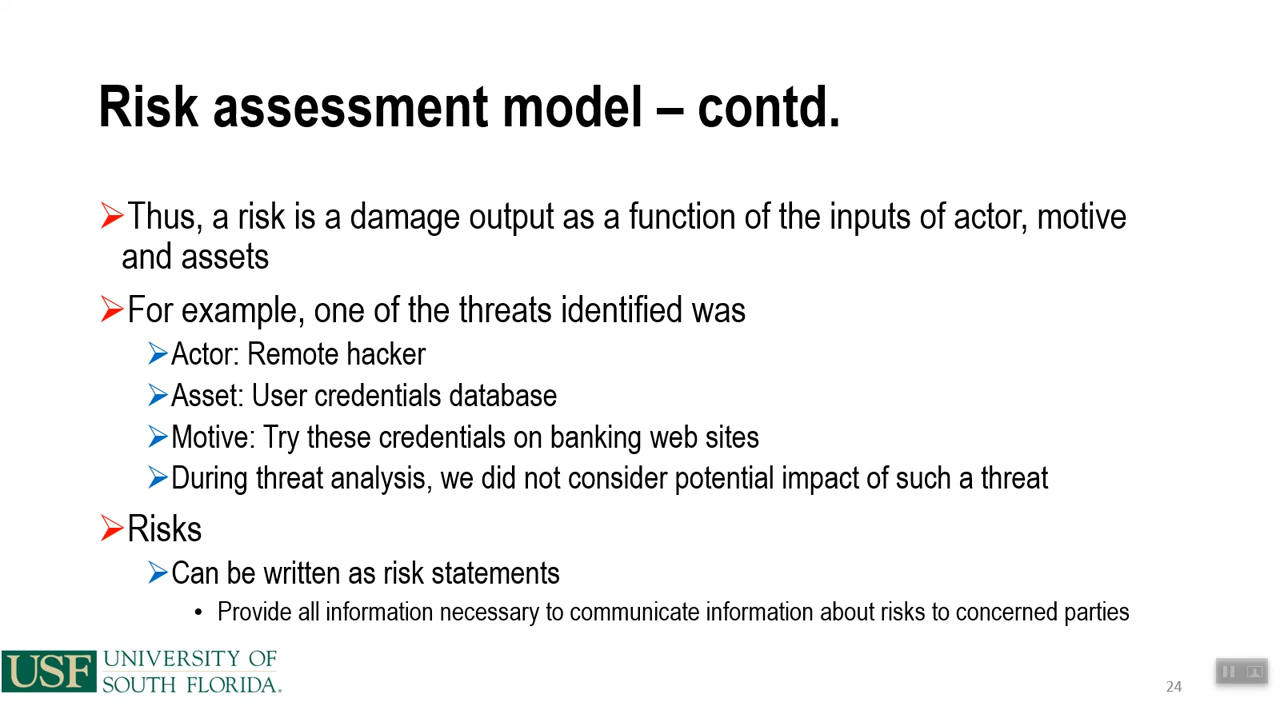 Risk assessment model – contd.
Thus, a risk is a damage output as a function of the inputs of actor, motive
and assets
For example, one of the threats identified was
Actor: Remote hacker
Asset: User credentials database
Motive: Try these credentials on banking web sites
During threat analysis, we did not consider potential impact of such a threat
Risks
Can be written as risk statements
• Provide all information necessary to communicate information about risks to concerned parties
USF UNIVERSITY OF
SOUTH FLORIDA.
24